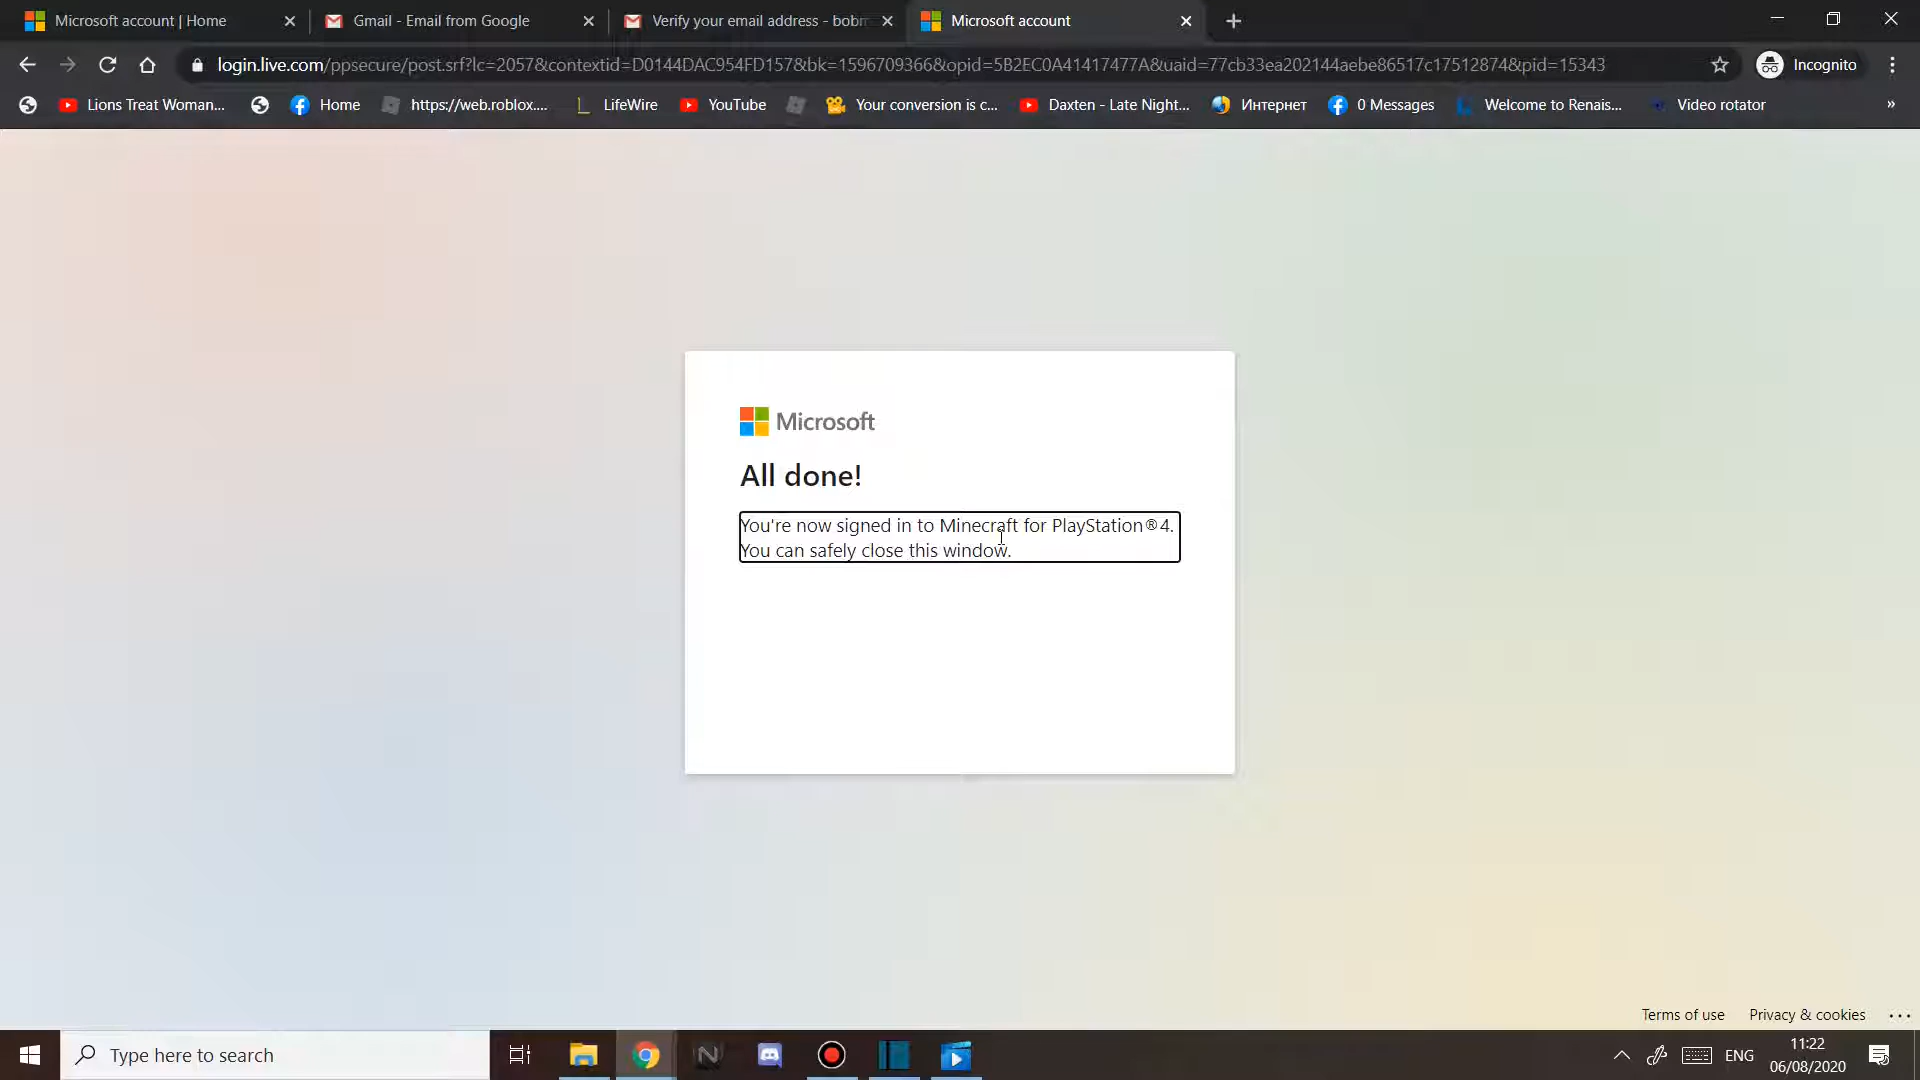 Microsoft account | Home
Gmail - Email from Google
Verify your email address - bobm
Microsoft account
login.live.com/ppsecure/post.srf?lc=2057&contextid=D0144DAC954FD157&bk=1596709366&opid=5B2EC0A41417477A&uaid=77cb33ea202144aebe86517c17512874&pid=15343
Incognito
Lions Treat Woman...
Home
https://web.roblox....
LifeWire
YouTube
Your conversion is c...
Daxten - Late Night...
Интернет
0 Messages
Welcome to Renais...
Video rotator
»
Microsoft
All done!
You're now signed in to Minecraft for PlayStation®4.
You can safely close this window.
Terms of use
Privacy & cookies
...
Type here to search
ENG
11:22
06/08/2020